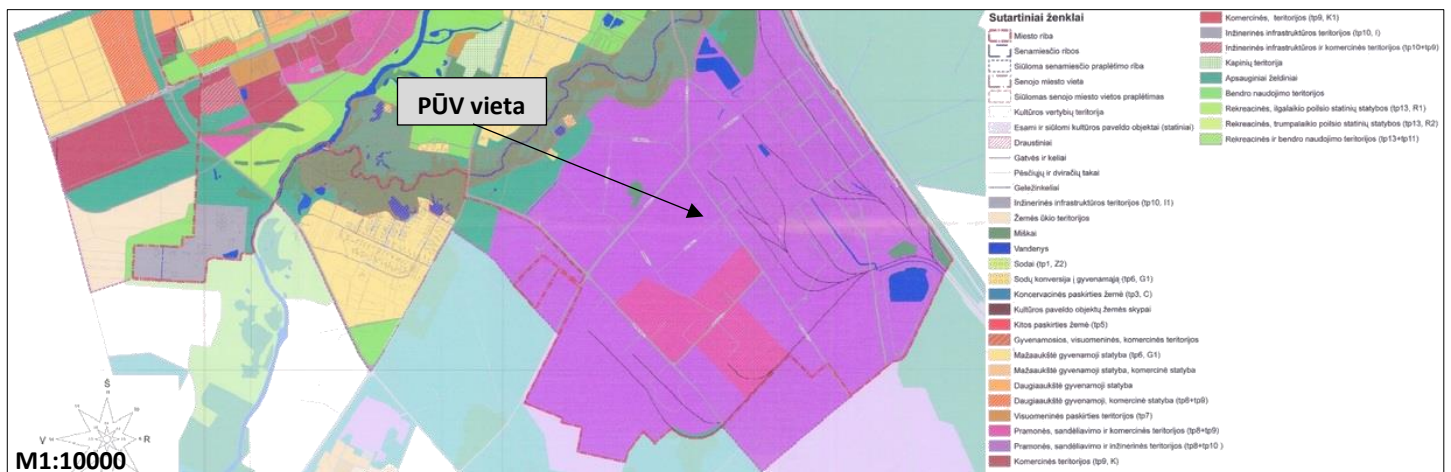 PŪV vieta
Š
V
R
M1:10000
Sutartiniai ženklai
Miesto riba
Senamiesčio ribos
Siūloma senamiesčio praplėtimo riba
Senojo miesto vieta
Siūlomas senojo miesto vietos praplėtimas
Kultūros vertybių teritorija
Esami ir siūlomi kultūros paveldo objektai (statiniai)
Draustiniai
Gatvės ir keliai
Pėsčiųjų ir dviračių takai
Geležinkeliai
Inžinerinės infrastruktūros teritorijos (tp10, I1)
Žemės ūkio teritorijos
Miškai
Vandenys
Sodai (tp1, Z2)
Sodų konversija į gyvenamąją (tp6, G1)
Koncervacinės paskirties žemė (tp3, C)
Kultūros paveldo objektų žemės skypai
Kitos paskirties žemė (tp5)
Gyvenamosios, visuomeninės, komercinės teritorijos
Mažaaukštė gyvenamoji statyba (tp6, G1)
Mažaaukštė gyvenamoji statyba, komercinė statyba
Daugiaaukštė gyvenamoji statyba
Daugiaaukštė gyvenamoji, komercinė statyba (tp8+tp9)
Visuomeninės paskirties teritorijos (tp7)
Pramonės, sandėliavimo ir komercinės teritorijos (tp8+tp9)
Pramonės, sandėliavimo ir inžinerinės teritorijos (tp8+tp10 )
Komercinė teritorijos (tp9, K)
Komercinės, teritorijos (tp9, K1)
Inžinerinės infrastruktūros teritorijos (tp10, I)
Inžinerinės infrastruktūros ir komercinės teritorijos (tp10+tp9)
Kapinių teritorija
Apsauginiai želdiniai
Bendro naudojimo teritorijos
Rekreacinės, ilgalaikio poilsio statinių statybos (tp13, R1)
Rekreacinės, trumpalaikio poilsio statinių statybos (tp13, R2)
Rekreacinės ir bendro naudojimo teritorijos (tp13+tp11)